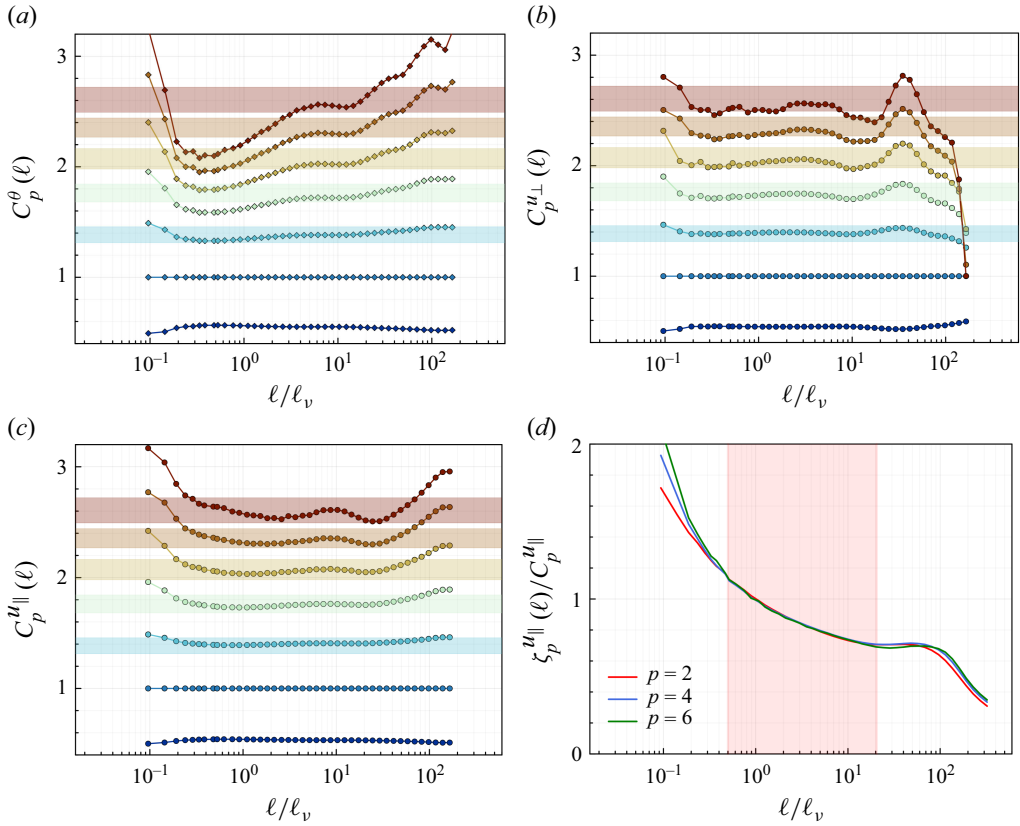 (a)
3
2
1
C_p^θ(ℓ)
10^{−1} 10^0 10^1 10^2
ℓ/ℓ_ν
(b)
3
2
1
C_p^{u⊥}(ℓ)
10^{−1} 10^0 10^1 10^2
ℓ/ℓ_ν
(c)
3
2
1
C_p^{u∥}(ℓ)
10^{−1} 10^0 10^1 10^2
ℓ/ℓ_ν
(d)
2
1
0
ζ_p^{u∥}(ℓ)/C_p^{u∥}
p = 2
p = 4
p = 6
10^{−1} 10^0 10^1 10^2
ℓ/ℓ_ν